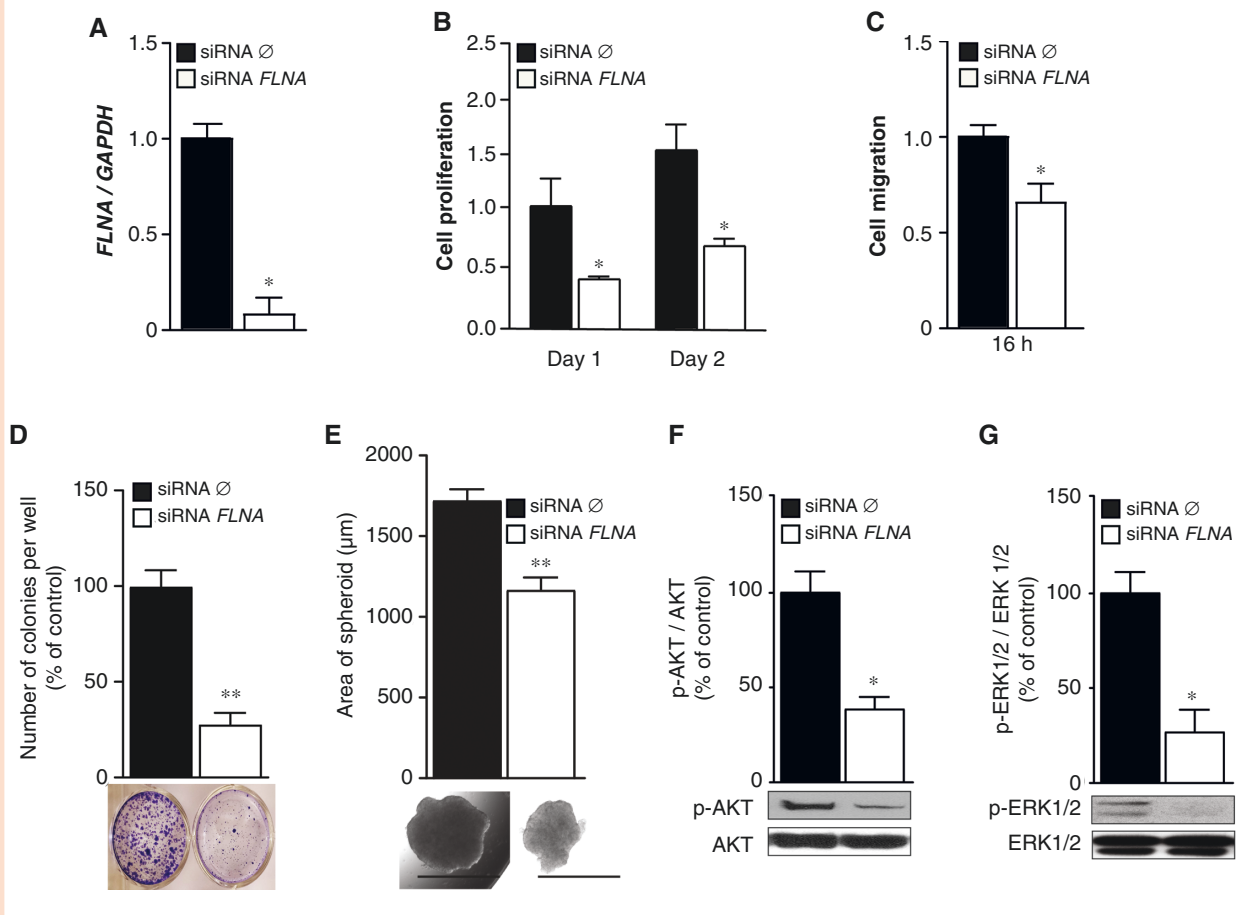 A
1.5
1.0
0.5
0
FLNA / GAPDH
siRNA Ø
siRNA FLNA
*
B
2.5
2.0
1.5
1.0
0.5
0.0
Cell proliferation
siRNA Ø
siRNA FLNA
*
*
Day 1
Day 2
C
1.5
1.0
0.5
0
Cell migration
siRNA Ø
siRNA FLNA
*
16 h
D
150
100
50
0
Number of colonies per well
(% of control)
siRNA Ø
siRNA FLNA
**
E
2000
1500
1000
500
0
Area of spheroid (μm)
siRNA Ø
siRNA FLNA
**
F
150
100
50
0
p-AKT / AKT
(% of control)
siRNA Ø
siRNA FLNA
*
p-AKT
AKT
G
150
100
50
0
p-ERK1/2 / ERK 1/2
(% of control)
siRNA Ø
siRNA FLNA
*
p-ERK1/2
ERK1/2